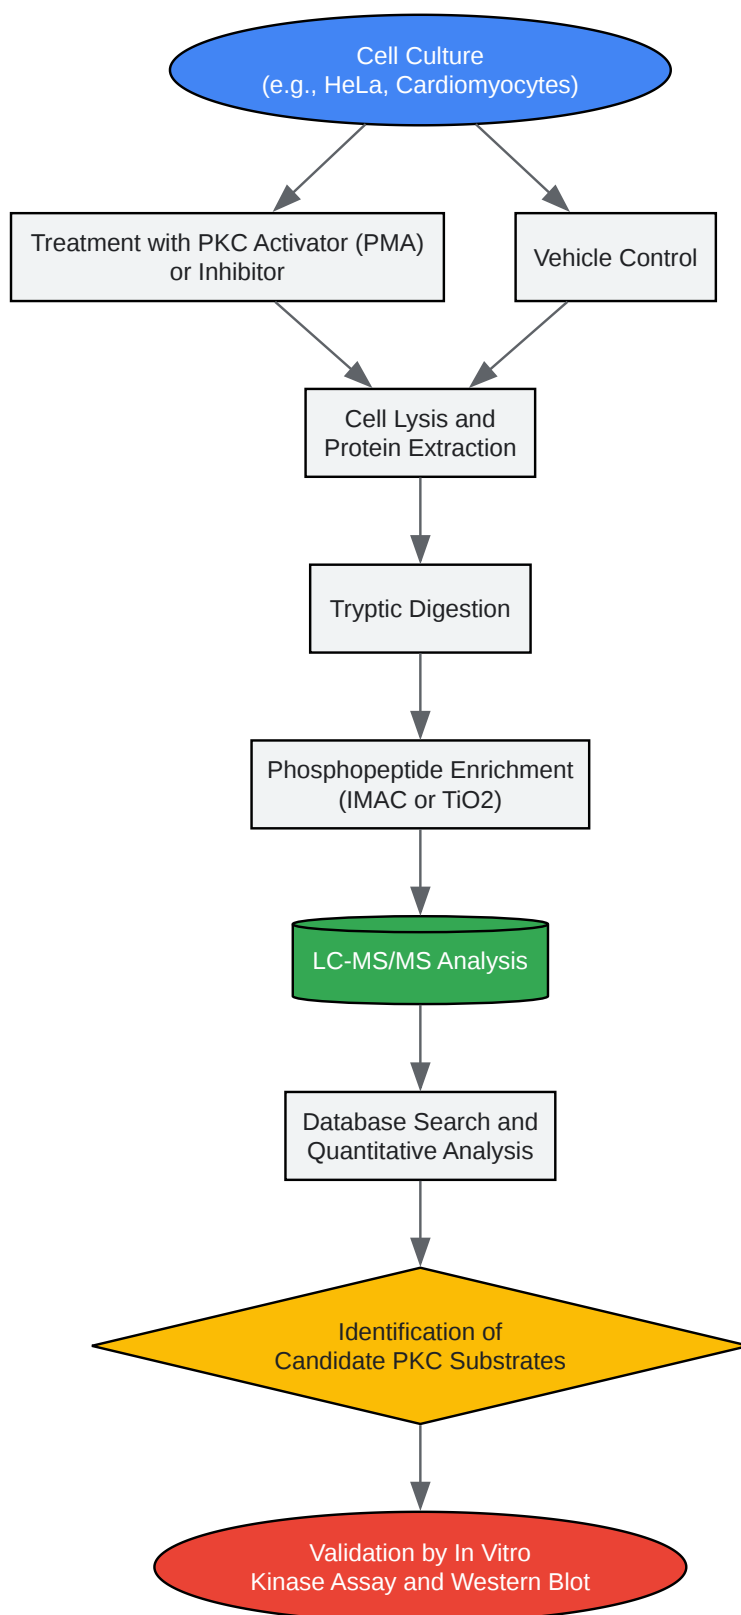 Cell Culture
(e.g., HeLa, Cardiomyocytes)
Treatment with PKC Activator (PMA)
or Inhibitor
Vehicle Control
Cell Lysis and
Protein Extraction
Tryptic Digestion
Phosphopeptide Enrichment
(IMAC or TiO2)
LC-MS/MS Analysis
Database Search and
Quantitative Analysis
Identification of
Candidate PKC Substrates
Validation by In Vitro
Kinase Assay and Western Blot